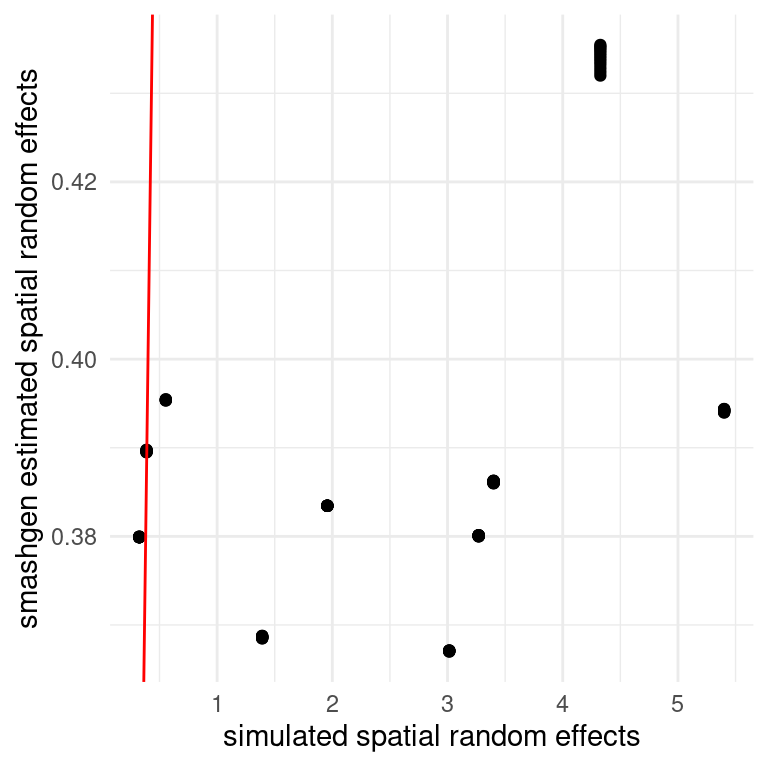 smashgen estimated spatial random effects
0.42
0.40
0.38
1 2 3 4 5
simulated spatial random effects